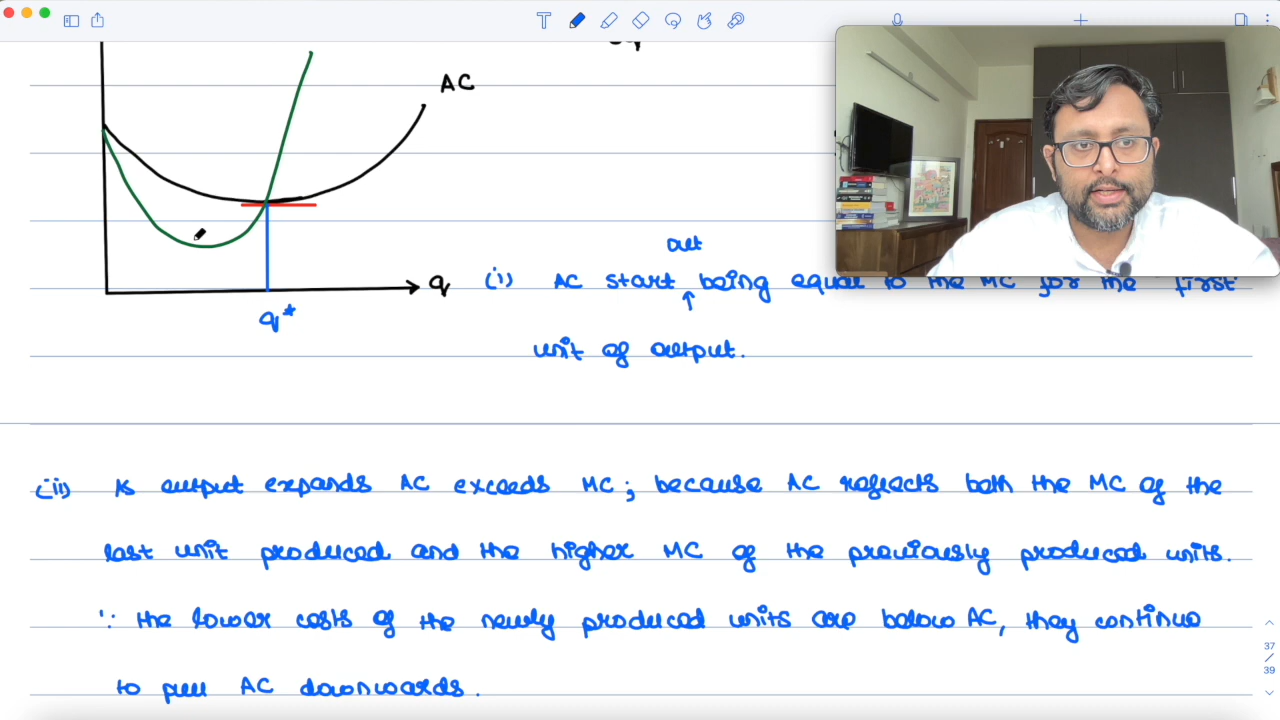 AC
q
q*
out
(i) AC start being equal to the MC for the first
unit of output.
(ii) As output expands AC exceeds MC; because AC reflects both the MC of the
last unit produced and the higher MC of the previously produced units.
∵ the lower costs of the newly produced units are below AC, they continue
to pull AC downwards.
37
/
39